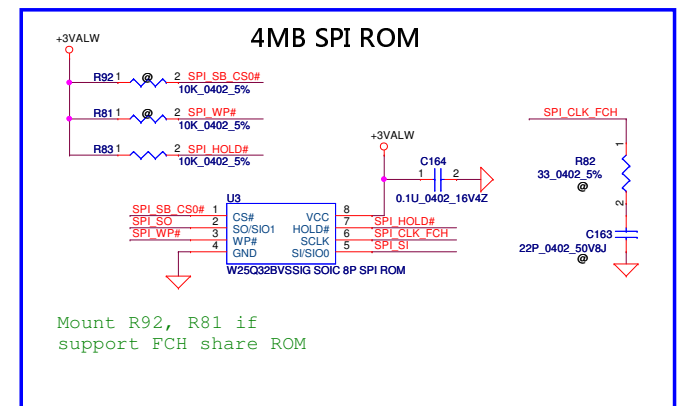 4MB SPI ROM
+3VALW
R92 1 @ 2 SPI_SB_CS0#
10K_0402_5%
R81 1 @ 2 SPI_WP#
10K_0402_5%
R83 1 2 SPI_HOLD#
10K_0402_5%
+3VALW
C164
1 2
0.1U_0402_16V4Z
SPI_CLK_FCH
1
R82
33_0402_5%
@
2
C163
22P_0402_50V8J
@
U3
SPI_SB_CS0# 1 CS# VCC 8
SPI_SO 2 SO/SIO1 HOLD# 7 SPI_HOLD#
SPI_WP# 3 WP# SCLK 6 SPI_CLK_FCH
4 GND SI/SIO0 5 SPI_SI
W25Q32BVSSIG SOIC 8P SPI ROM
Mount R92, R81 if
support FCH share ROM